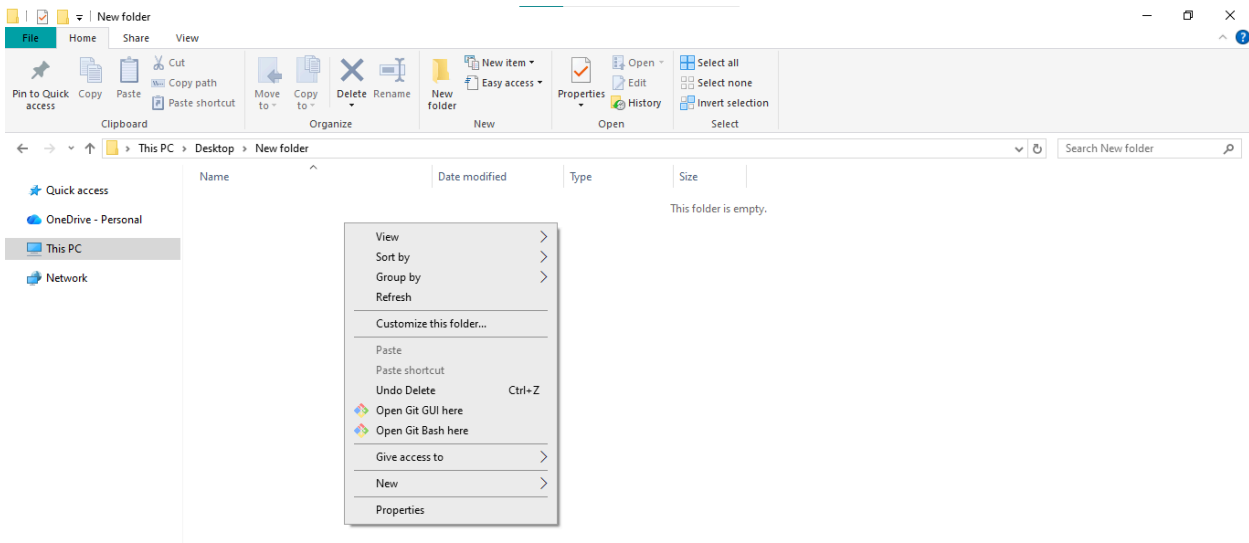 New folder
File Home Share View
Pin to Quick access
Copy
Paste
Cut
Copy path
Paste shortcut
Clipboard
Move to
Copy to
Delete
Rename
Organize
New folder
New item
Easy access
New
Properties
Open
Edit
History
Open
Select all
Select none
Invert selection
Select
This PC > Desktop > New folder
Search New folder
Name Date modified Type Size
This folder is empty.
Quick access
OneDrive - Personal
This PC
Network
View
Sort by
Group by
Refresh
Customize this folder...
Paste
Paste shortcut
Undo Delete Ctrl+Z
Open Git GUI here
Open Git Bash here
Give access to
New
Properties